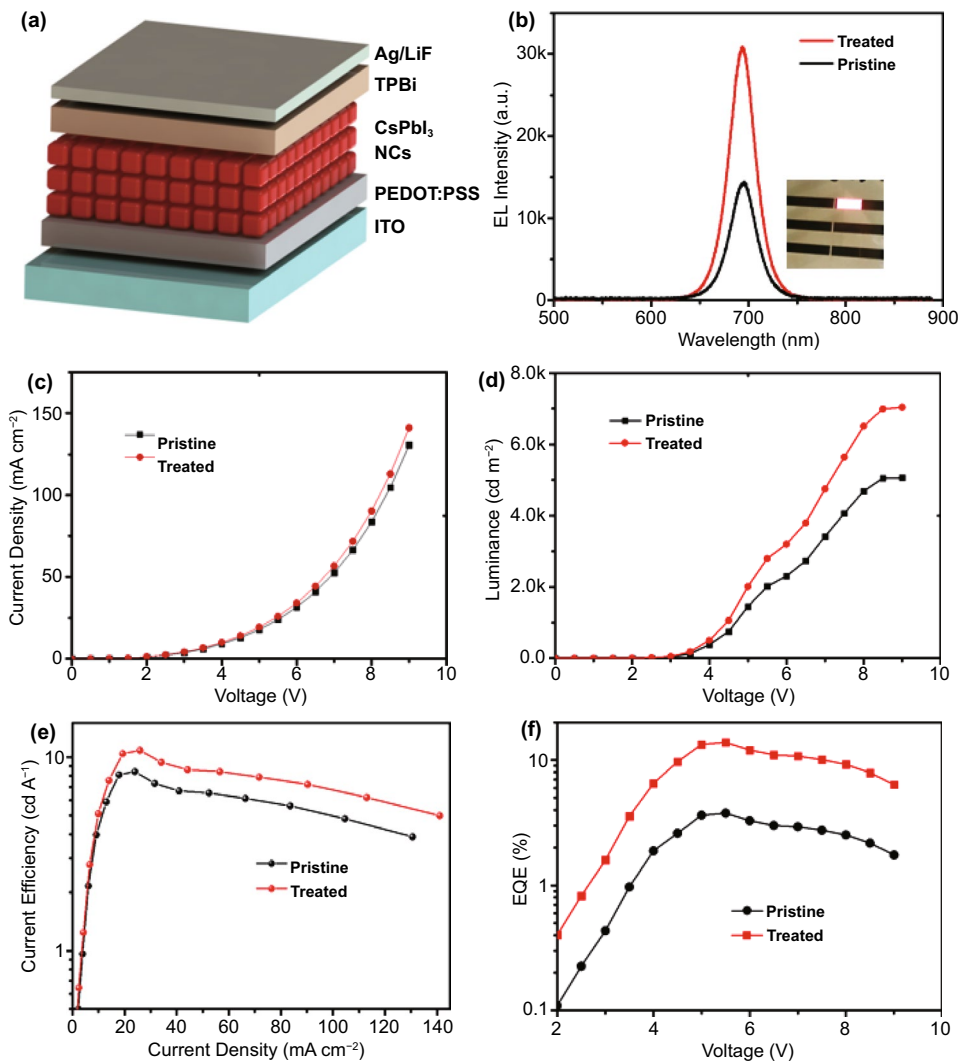 (a)
Ag/LiF
TPBi
CsPbI₃
NCs
PEDOT:PSS
ITO
(b)
30k
20k
10k
0
500
600
700
800
900
EL Intensity (a.u.)
Wavelength (nm)
Treated
Pristine
(c)
150
100
50
0
0
2
4
6
8
10
Current Density (mA cm⁻²)
Voltage (V)
Pristine
Treated
(d)
8.0k
6.0k
4.0k
2.0k
0.0
0
2
4
6
8
10
Luminance (cd m⁻²)
Voltage (V)
Pristine
Treated
(e)
10
1
0
20
40
60
80
100
120
140
Current Efficiency (cd A⁻¹)
Current Density (mA cm⁻²)
Pristine
Treated
(f)
10
1
0.1
2
4
6
8
10
EQE (%)
Voltage (V)
Pristine
Treated